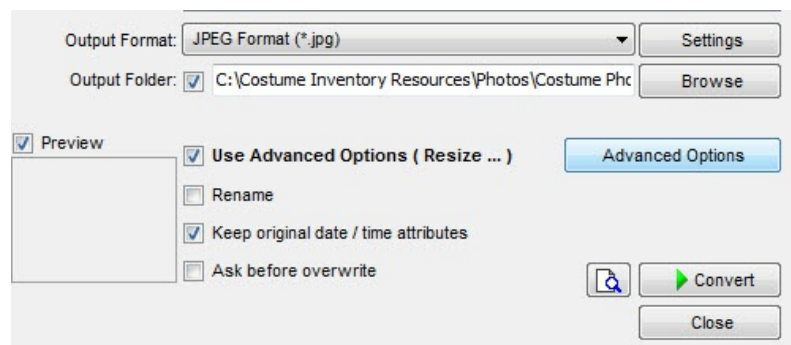 Output Format: JPEG Format (*.jpg) Settings
Output Folder: C:\Costume Inventory Resources\Photos\Costume Phc Browse
Preview
Use Advanced Options ( Resize ... ) Advanced Options
Rename
Keep original date / time attributes
Ask before overwrite
Convert
Close